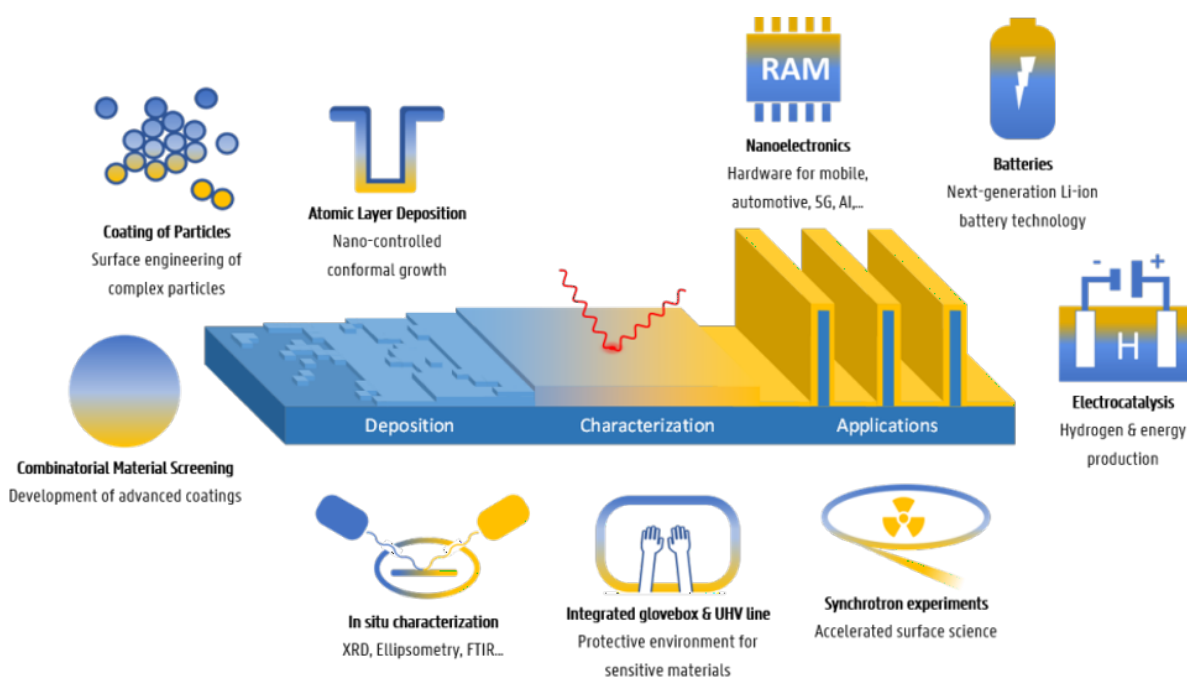 RAM
Nanoelectronics
Hardware for mobile,
automotive, 5G, AI,...
Batteries
Next-generation Li-ion
battery technology
Coating of Particles
Surface engineering of
complex particles
Atomic Layer Deposition
Nano-controlled
conformal growth
- +
H
Electrocatalysis
Hydrogen & energy
production
Combinatorial Material Screening
Development of advanced coatings
Deposition
Characterization
Applications
In situ characterization
XRD, Ellipsometry, FTIR...
Integrated glovebox & UHV line
Protective environment for
sensitive materials
Synchrotron experiments
Accelerated surface science